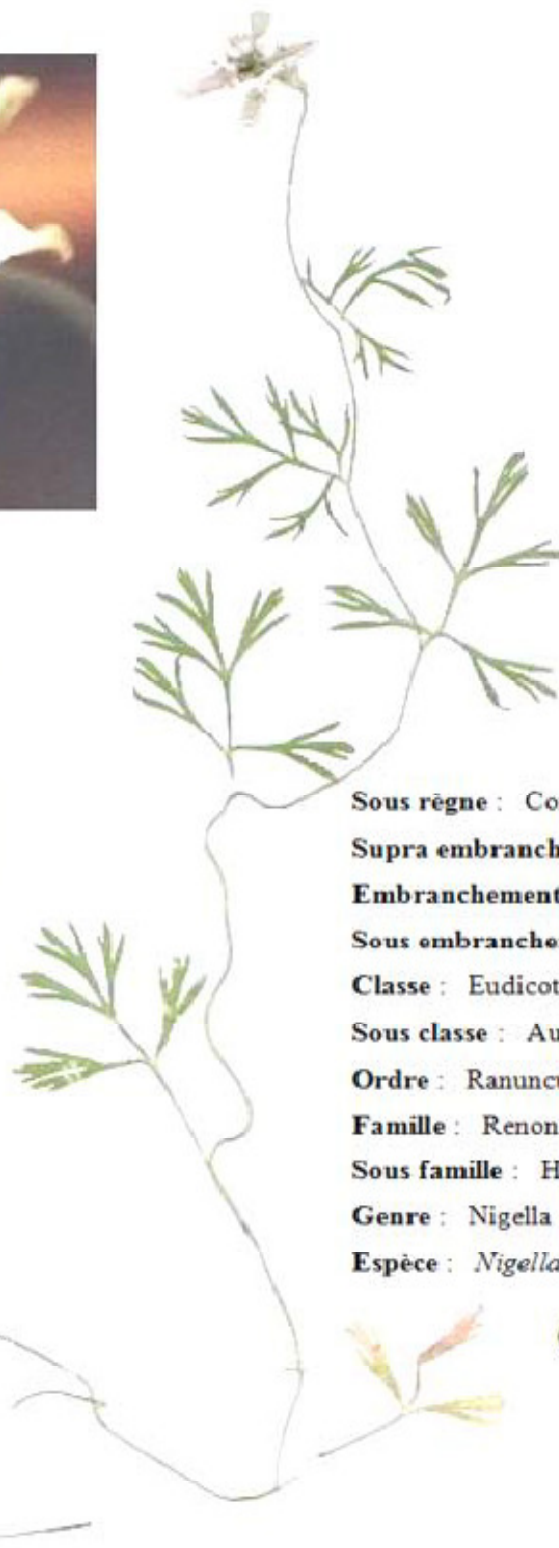 Sous règne : Co
Supra embranch
Embranchement
Sous embranche
Classe : Eudicot
Sous classe : Au
Ordre : Ranuncu
Famille : Renon
Sous famille : H
Genre : Nigella
Espèce : Nigella